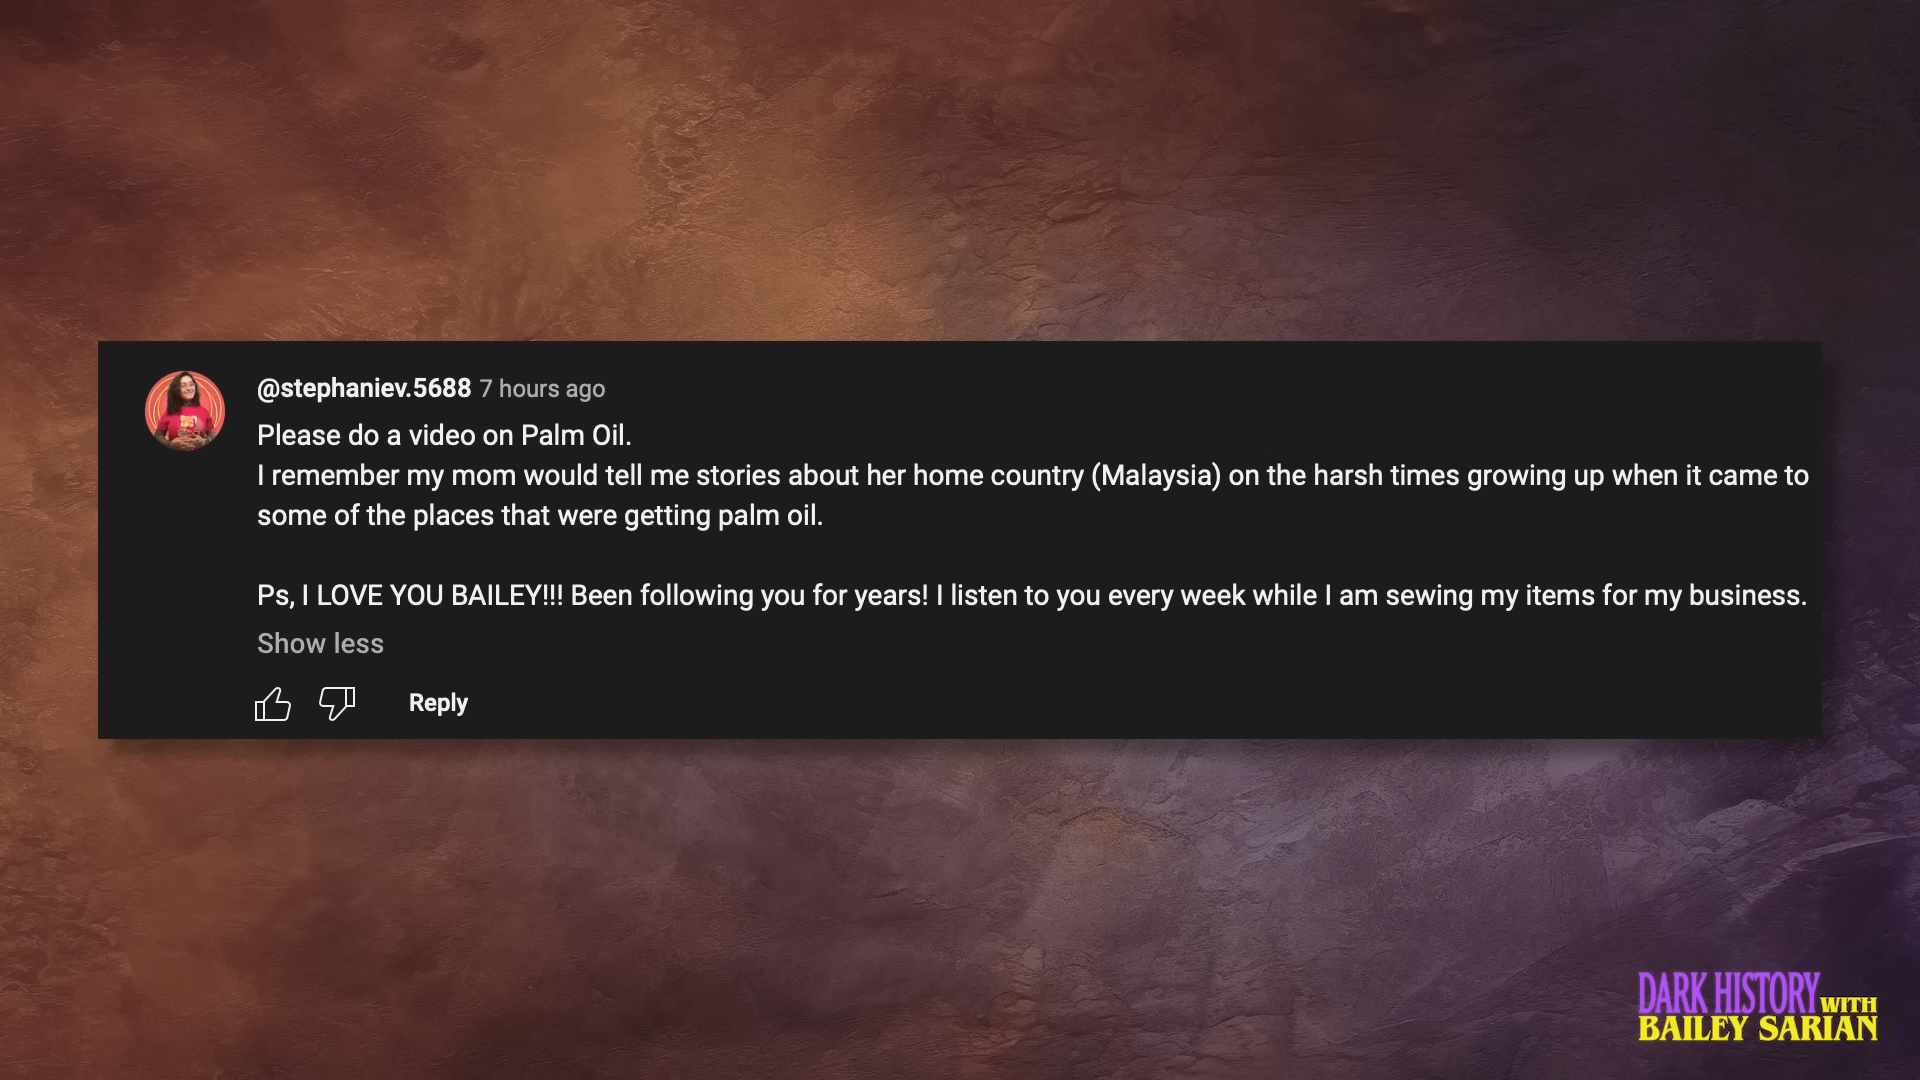 @stephaniev.5688 7 hours ago
Please do a video on Palm Oil.
I remember my mom would tell me stories about her home country (Malaysia) on the harsh times growing up when it came to
some of the places that were getting palm oil.
Ps, I LOVE YOU BAILEY!!! Been following you for years! I listen to you every week while I am sewing my items for my business.
Show less
Reply
DARK HISTORY WITH
BAILEY SARIAN